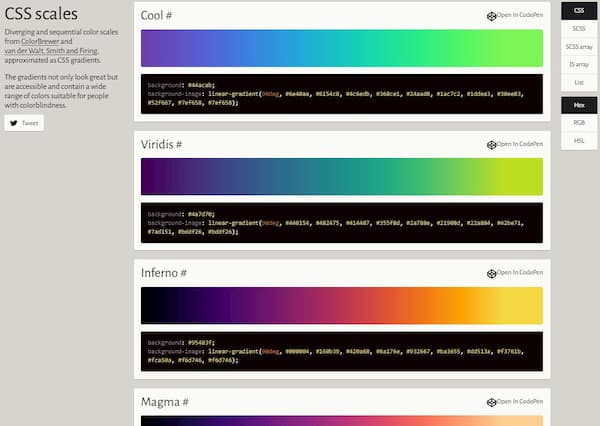 CSS scales
Diverging and sequential color scales
from ColorBrewer and
van der Walt, Smith and Firing,
approximated as CSS gradients.
The gradients not only look great but
are accessible and contain a wide
range of colors suitable for people
with colorblindness.
Tweet
Cool #
Open In CodePen
background: #44acab;
background-image: linear-gradient(90deg, #6e40aa, #6154c8, #4c6edb, #368ce1, #24aad8, #1ac7c2, #1ddea3, #30ee83,
#52f667, #7ef658, #7ef658);
Viridis #
Open In CodePen
background: #4a7d70;
background-image: linear-gradient(90deg, #440154, #482475, #414487, #355f8d, #2a788e, #21908d, #22a884, #42be71,
#7ad151, #bddf26, #bddf26);
Inferno #
Open In CodePen
background: #95483f;
background-image: linear-gradient(90deg, #000004, #160b39, #420a68, #6a176e, #932667, #ba3655, #dd513a, #f3761b,
#fca50a, #f6d746, #f6d746);
Magma #
Open In CodePen
CSS
SCSS
SCSS array
JS array
List
Hex
RGB
HSL